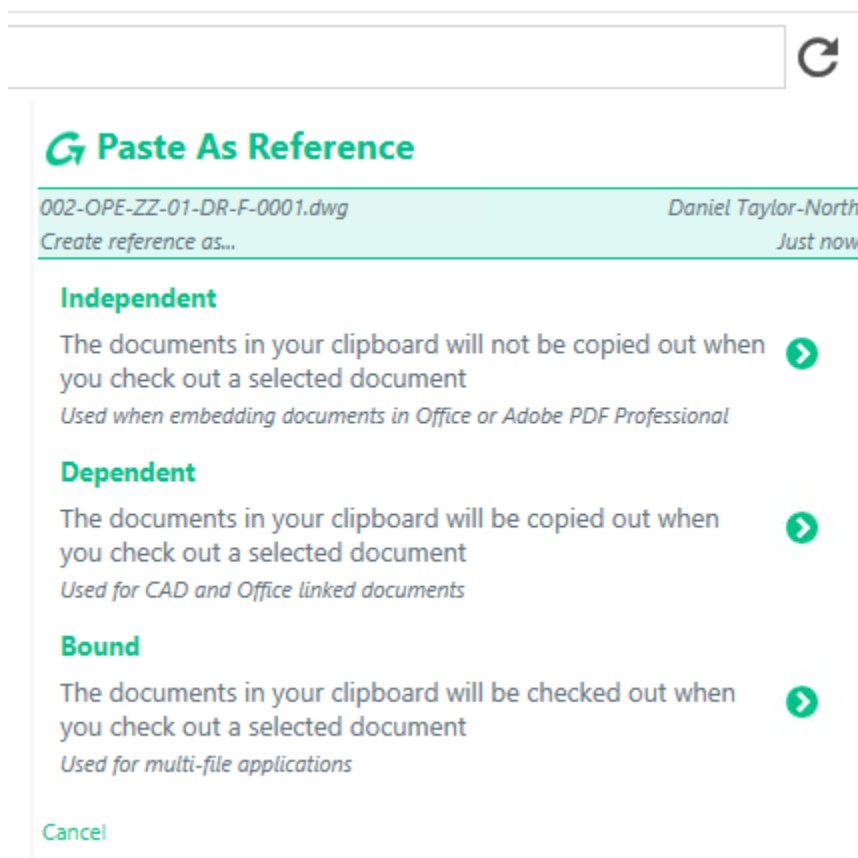 Paste As Reference
002-OPE-ZZ-01-DR-F-0001.dwg Daniel Taylor-North
Create reference as... Just now
Independent
The documents in your clipboard will not be copied out when
you check out a selected document
Used when embedding documents in Office or Adobe PDF Professional
Dependent
The documents in your clipboard will be copied out when
you check out a selected document
Used for CAD and Office linked documents
Bound
The documents in your clipboard will be checked out when
you check out a selected document
Used for multi-file applications
Cancel